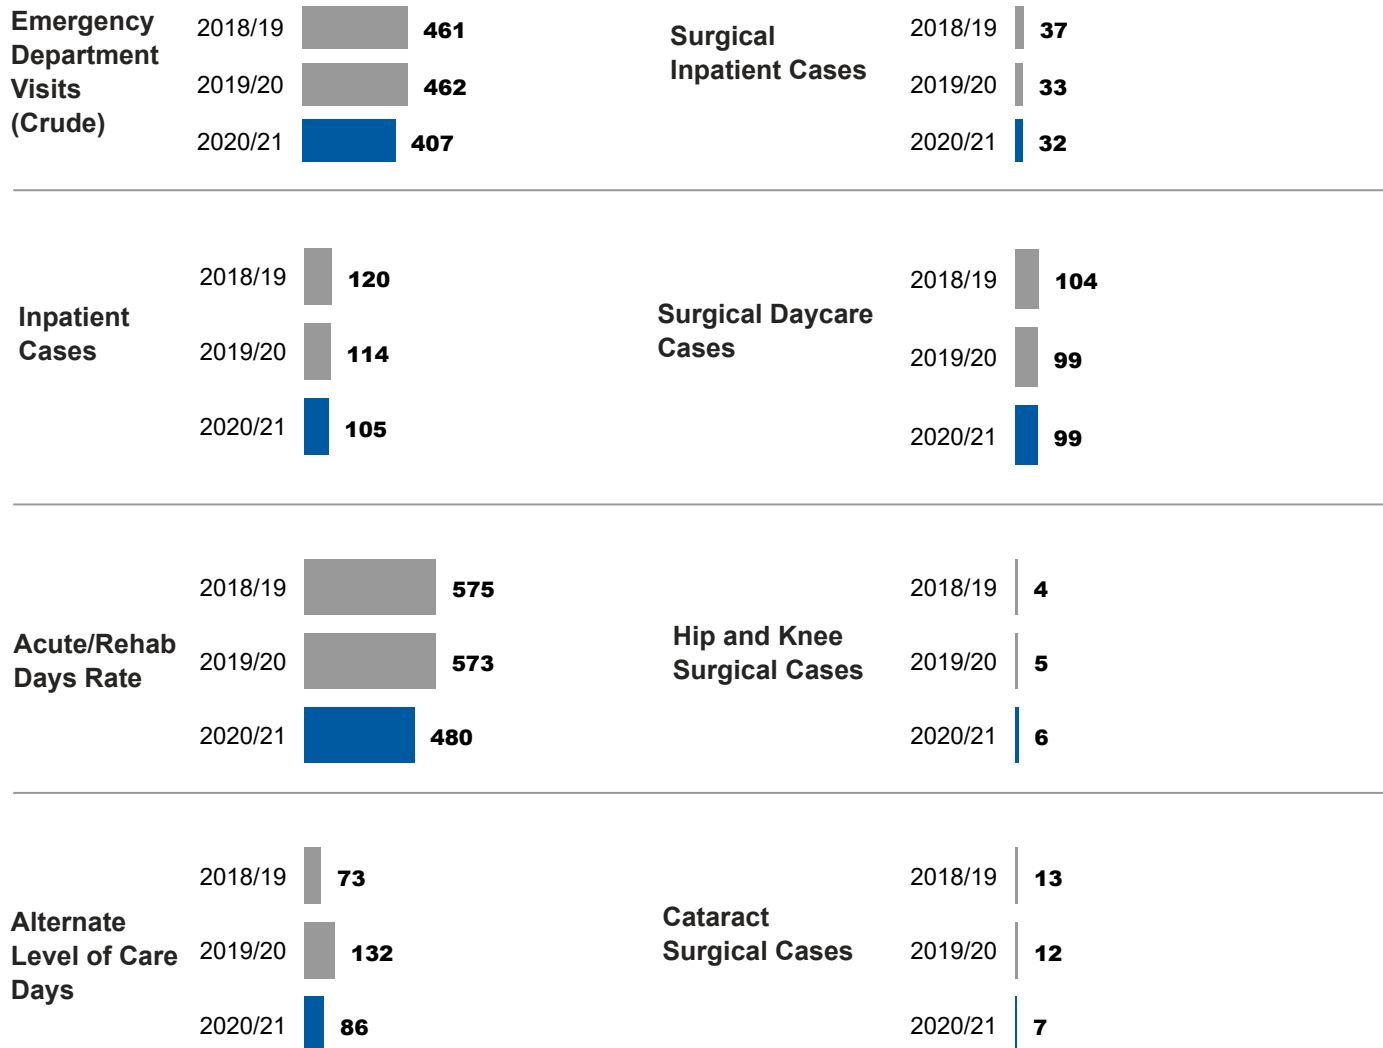 Emergency
Department
Visits
(Crude)
2018/19 461
2019/20 462
2020/21 407
Surgical
Inpatient Cases
2018/19 37
2019/20 33
2020/21 32
Inpatient
Cases
2018/19 120
2019/20 114
2020/21 105
Surgical Daycare
Cases
2018/19 104
2019/20 99
2020/21 99
Acute/Rehab
Days Rate
2018/19 575
2019/20 573
2020/21 480
Hip and Knee
Surgical Cases
2018/19 4
2019/20 5
2020/21 6
Alternate
Level of Care
Days
2018/19 73
2019/20 132
2020/21 86
Cataract
Surgical Cases
2018/19 13
2019/20 12
2020/21 7